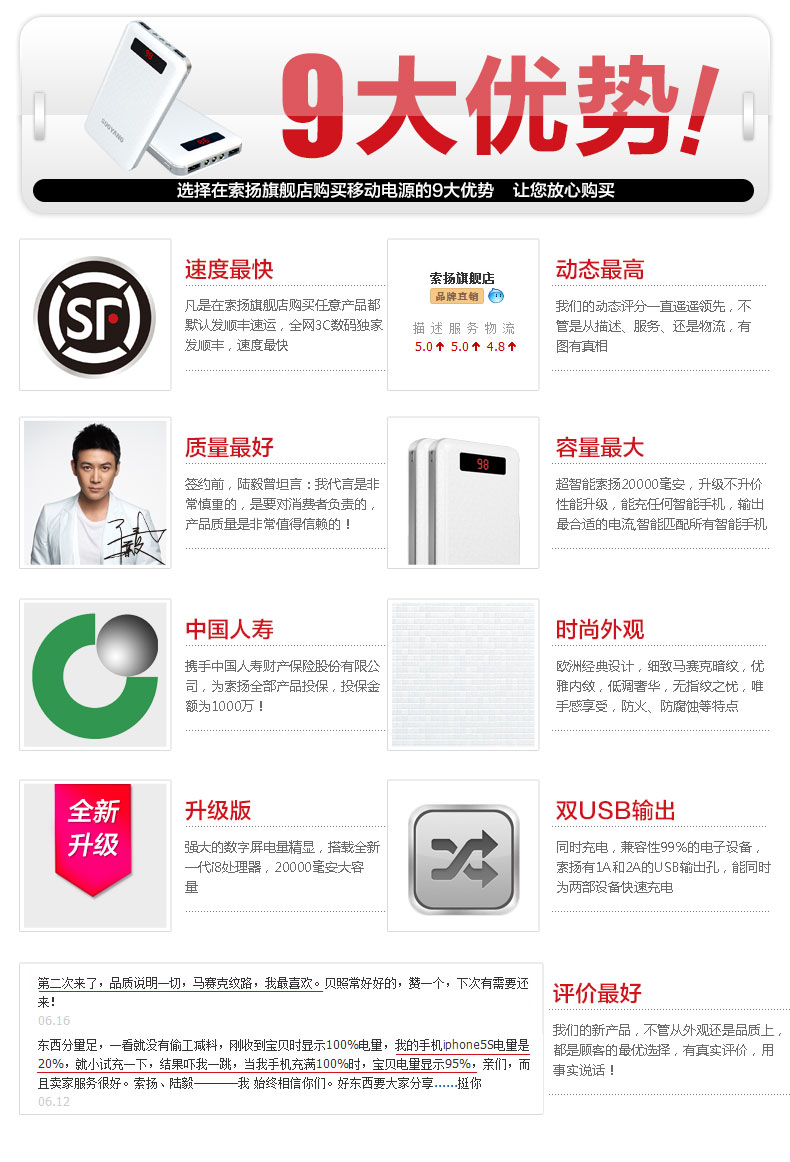 98
SUOYANG
9大优势!
选择在索扬旗舰店购买移动电源的9大优势 让您放心购买
SF
速度最快
凡是在索扬旗舰店购买任意产品都
默认发顺丰速运，全网3C数码独家
发顺丰，速度最快
索扬旗舰店
品牌直销
描述服务物流
5.0 5.0 4.8
动态最高
我们的动态评分一直遥遥领先，不
管是从描述、服务、还是物流，有
图有真相
质量最好
签约前，陆毅曾坦言：我代言是非
常慎重的，是要对消费者负责的，
产品质量是非常值得信赖的！
98
容量最大
超智能索扬20000毫安，升级不升价
性能升级，能充任何智能手机，输出
最合适的电流,智能匹配所有智能手机
中国人寿
携手中国人寿财产保险股份有限公
司，为索扬全部产品投保，投保金
额为1000万！
时尚外观
欧洲经典设计，细致马赛克暗纹，优
雅内敛，低调奢华，无指纹之忧，唯
手感享受，防火、防腐蚀等特点
全新
升级
升级版
强大的数字屏电量精显，搭载全新
一代i8处理器，20000毫安大容
量
双USB输出
同时充电，兼容性99%的电子设备，
索扬有1A和2A的USB输出孔，能同时
为两部设备快速充电
第二次来了，品质说明一切，马赛克纹路，我最喜欢。贝照常好好的，赞一个，下次有需要还
来!
06.16
东西分量足，一看就没有偷工减料，刚收到宝贝时显示100%电量，我的手机iphone5S电量是
20%，就小试充一下，结果吓我一跳，当我手机充满100%时，宝贝电量显示95%，亲们，而
且卖家服务很好。索扬、陆毅————我 始终相信你们。好东西要大家分享......挺你
06.12
评价最好
我们的新产品，不管从外观还是品质上，
都是顾客的最优选择，有真实评价，用
事实说话！